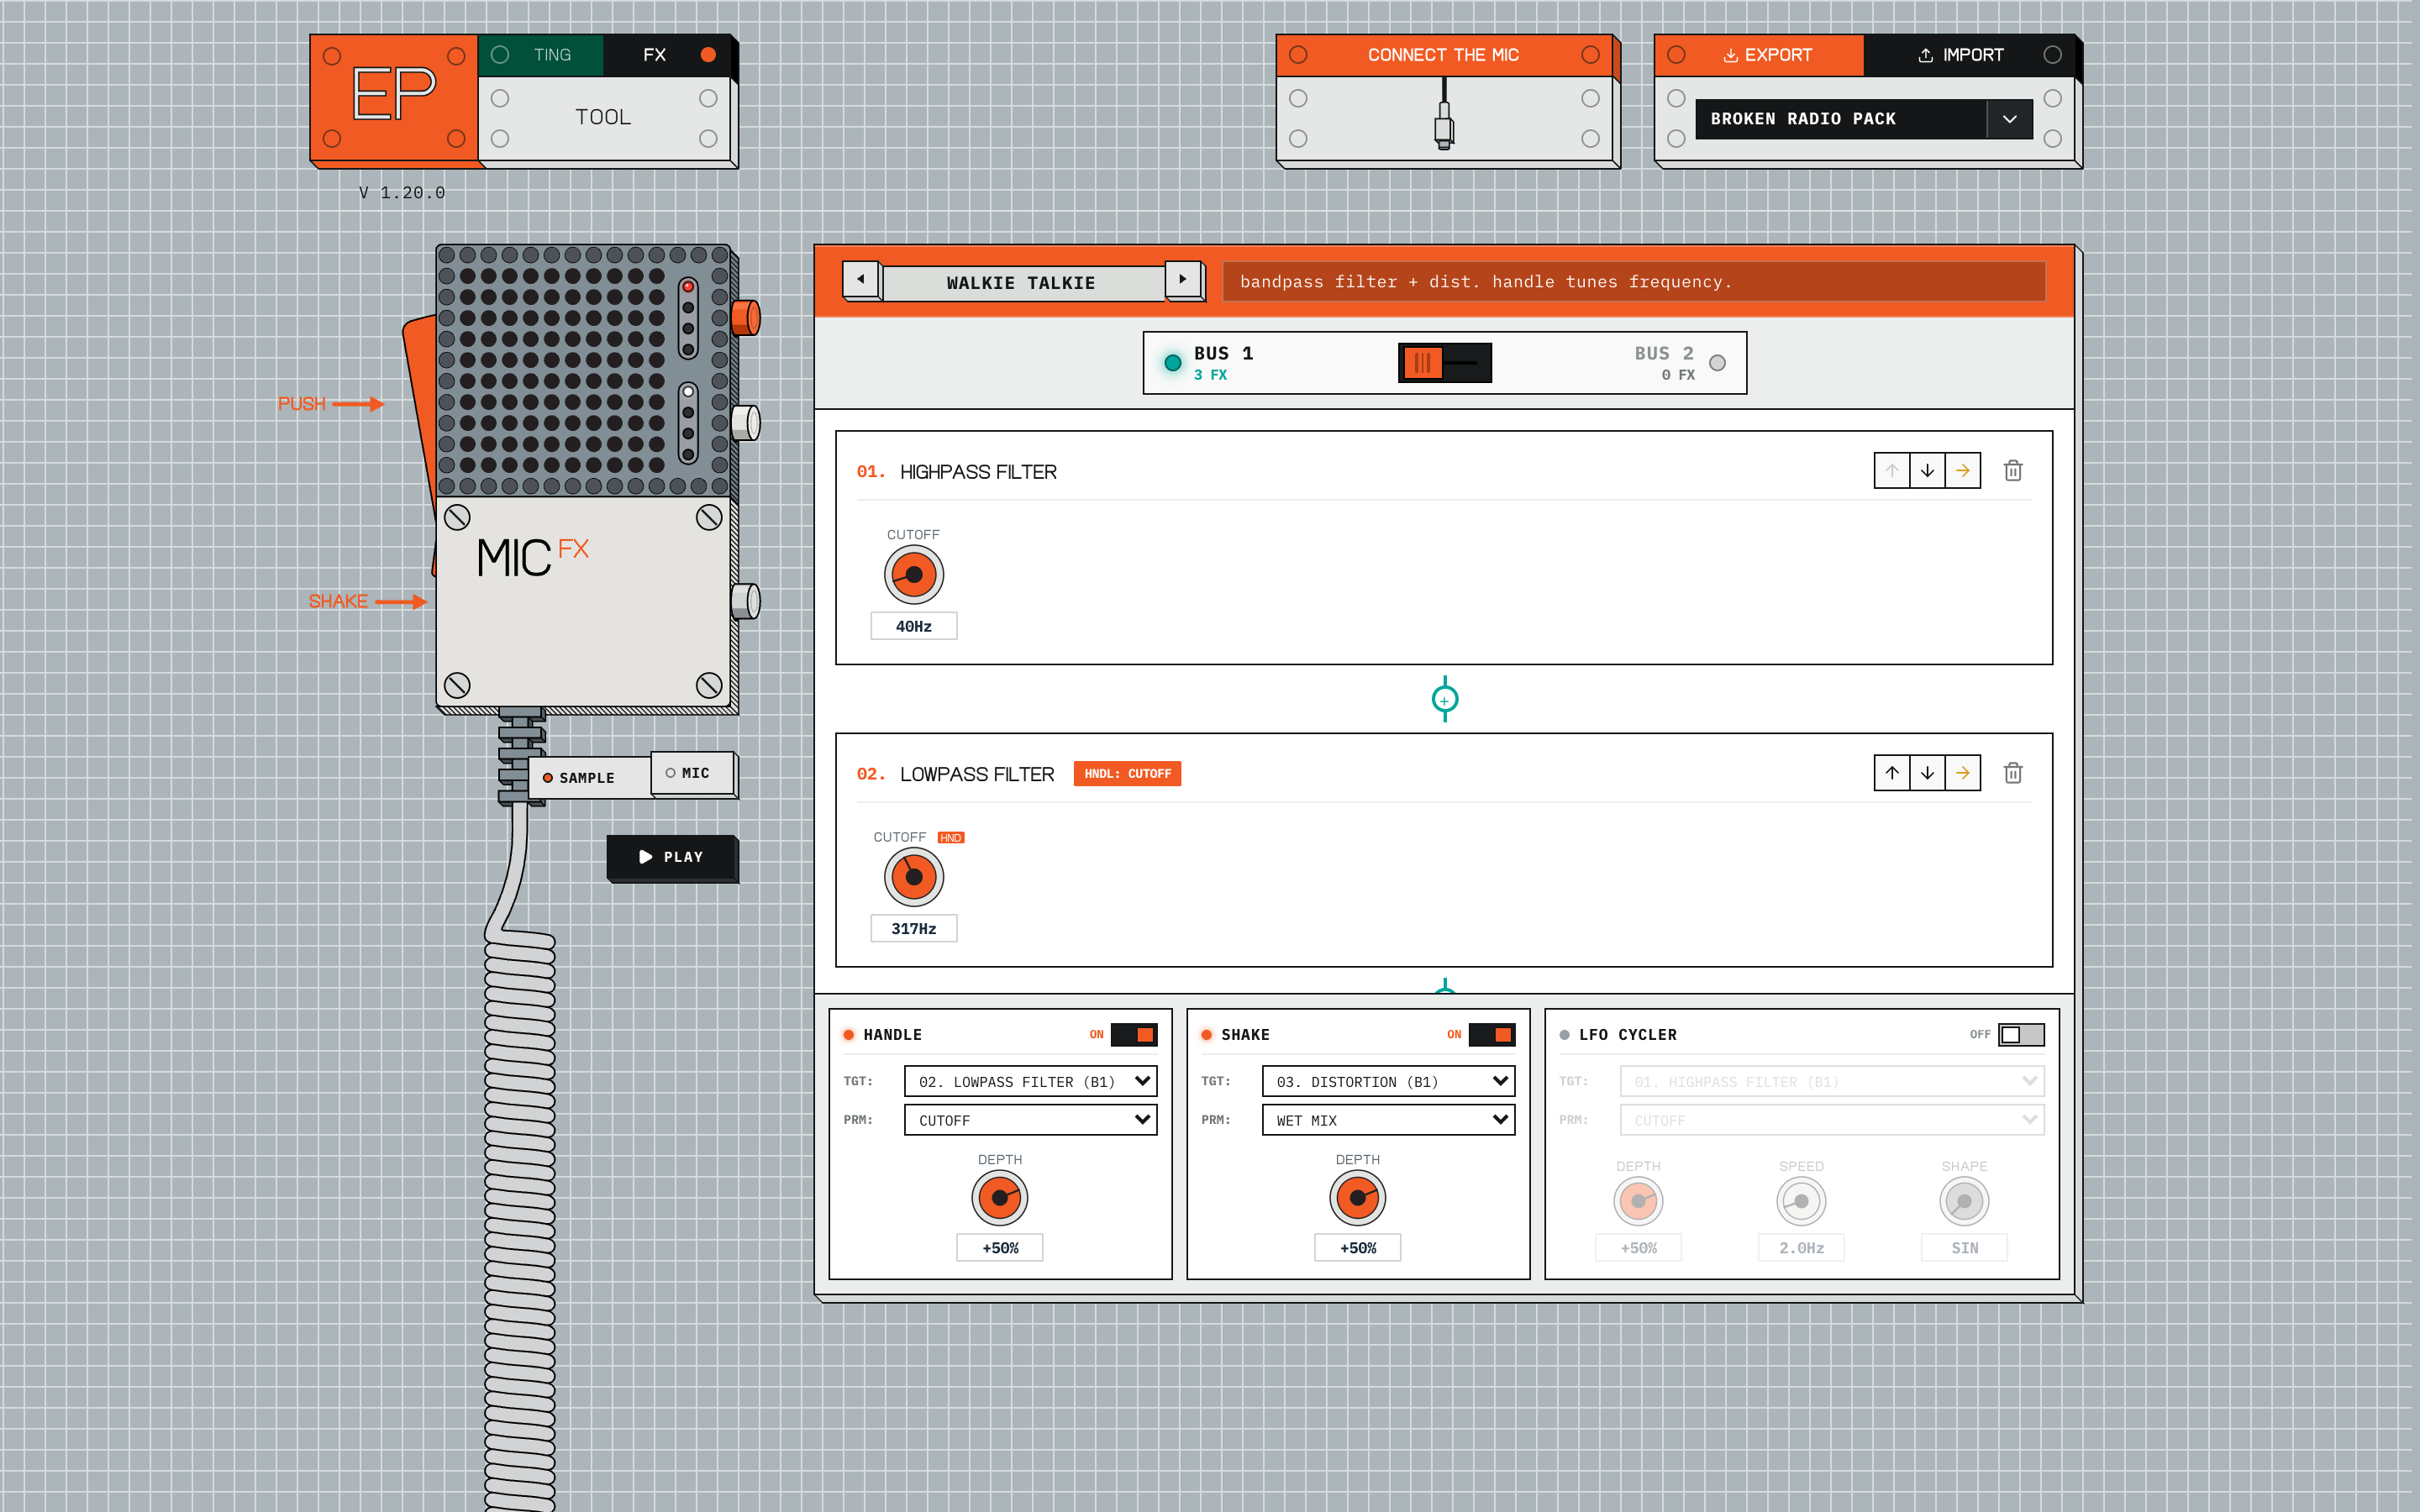 EP
TING
FX
TOOL
V 1.20.0
CONNECT THE MIC
EXPORT
IMPORT
BROKEN RADIO PACK
WALKIE TALKIE
bandpass filter + dist. handle tunes frequency.
BUS 1
3 FX
BUS 2
0 FX
PUSH
SHAKE
MIC FX
SAMPLE
MIC
PLAY
01. HIGHPASS FILTER
CUTOFF
40Hz
+
02. LOWPASS FILTER
HNDL: CUTOFF
CUTOFF HND
317Hz
HANDLE
ON
TGT: 02. LOWPASS FILTER (B1)
PRM: CUTOFF
DEPTH
+50%
SHAKE
ON
TGT: 03. DISTORTION (B1)
PRM: WET MIX
DEPTH
+50%
LFO CYCLER
OFF
TGT: 01. HIGHPASS FILTER (B1)
PRM: CUTOFF
DEPTH
SPEED
SHAPE
+50%
2.0Hz
SIN